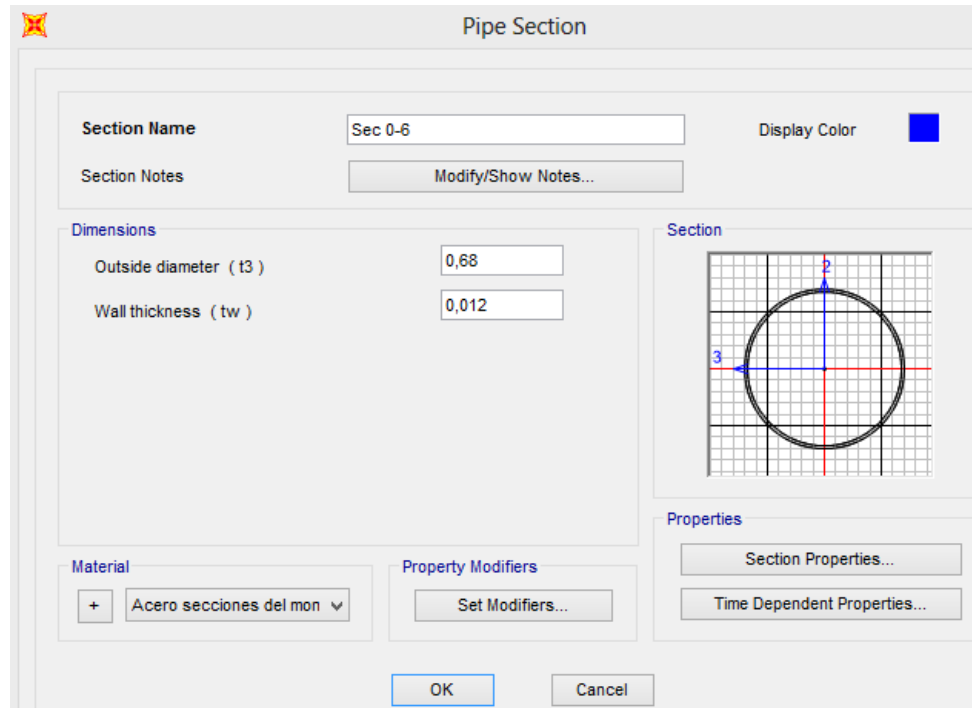 Pipe Section
Section Name Sec 0-6 Display Color
Section Notes Modify/Show Notes...
Dimensions
Outside diameter ( t3 ) 0,68
Wall thickness ( tw ) 0,012
Section
2
3
Properties
Section Properties...
Time Dependent Properties...
Material
+ Acero secciones del mon
Property Modifiers
Set Modifiers...
OK Cancel